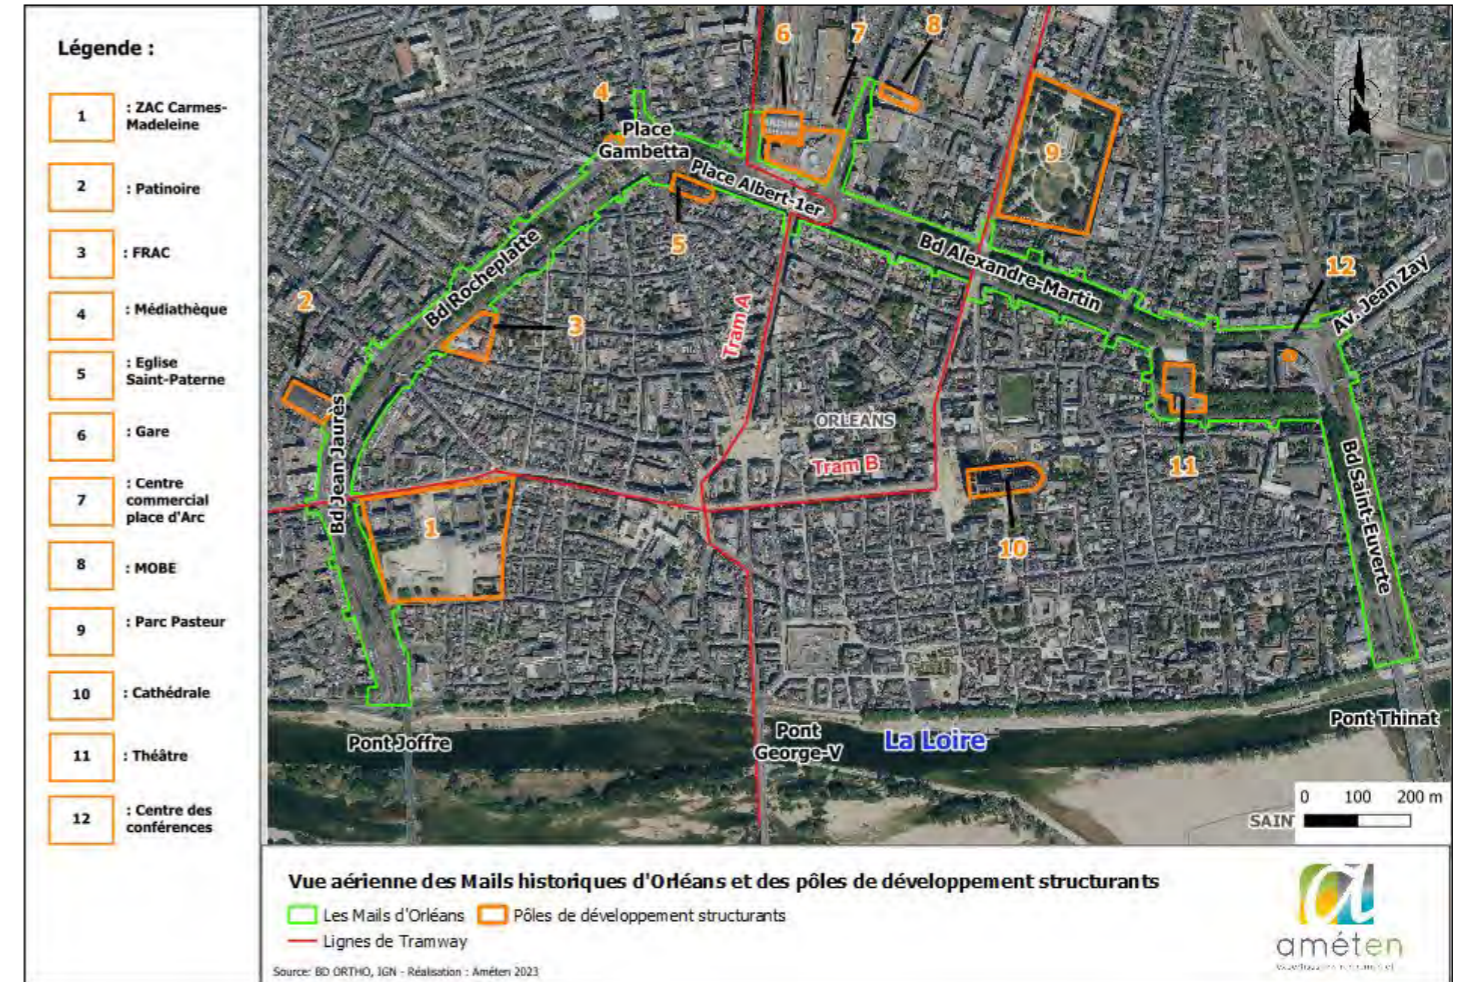 Légende :
1
: ZAC Carmes-
Madeleine
2
: Patinoire
3
: FRAC
4
: Médiathèque
5
: Eglise
Saint-Paterne
6
: Gare
7
: Centre
commercial
place d'Arc
8
: MOBE
9
: Parc Pasteur
10
: Cathédrale
11
: Théâtre
12
: Centre des
conférences
6
7
8
4
Place
Gambetta
Place Albert-1er
9
N
5
Bd Rocheplatte
Bd Alexandre-Martin
12
Av. Jean Zay
2
3
Tram A
Bd Jean Jaurès
ORLEANS
Tram B
11
Bd Saint-Euverte
1
10
Pont Joffre
Pont
George-V
La Loire
Pont Thinat
0 100 200 m
SAIN
Vue aérienne des Mails historiques d'Orléans et des pôles de développement structurants
Les Mails d'Orléans
Pôles de développement structurants
Lignes de Tramway
Source: BD ORTHO, IGN - Réalisation : Améten 2023
améten